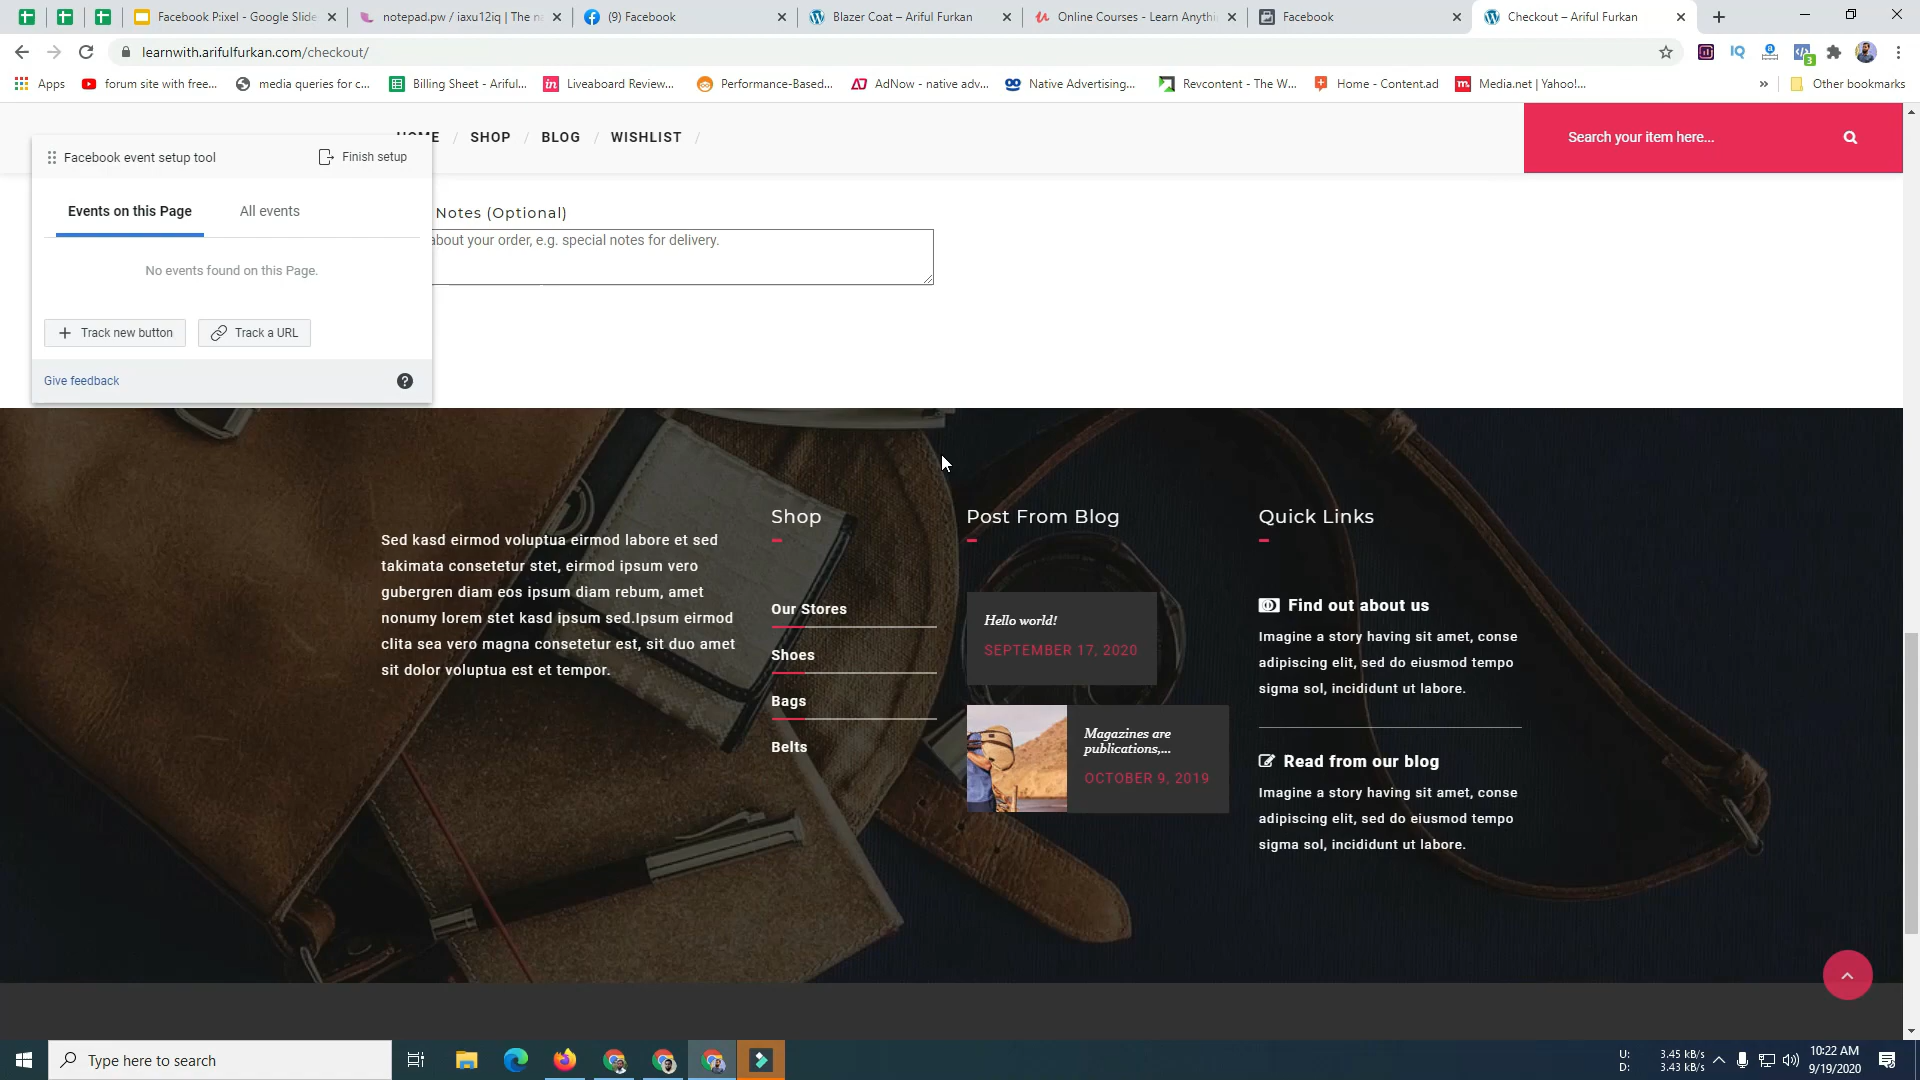 Facebook P:ixel - Google Slide
notepad.pw / iaxu12iq | The n
(9) Facebook
Blazer Coat – Ariful Furkan
Online Courses - Learn Anythi
Facebook
Checkout – Ariful Furkan
learnwith.arifulfurkan.com/checkout/
3
Apps
forum site with free...
media queries for c...
Billing Sheet - Ariful...
Liveaboard Review...
Performance-Based...
AdNow - native adv...
Native Advertising...
Revcontent - The W...
Home - Content.ad
Media.net | Yahoo!...
»
Other bookmarks
HOME / SHOP / BLOG / WISHLIST /
Search your item here...
Facebook event setup tool
Finish setup
Events on this Page
All events
No events found on this Page.
Track new button
Track a URL
Give feedback
?
Notes (Optional)
about your order, e.g. special notes for delivery.
Sed kasd eirmod voluptua eirmod labore et sed
takimata consetetur stet, eirmod ipsum vero
gubergren diam eos ipsum diam rebum, amet
nonumy lorem stet kasd ipsum sed.Ipsum eirmod
clita sea vero magna consetetur est, sit duo amet
sit dolor voluptua est et tempor.
Shop
Our Stores
Shoes
Bags
Belts
Post From Blog
Hello world!
SEPTEMBER 17, 2020
Magazines are
publications,...
OCTOBER 9, 2019
Quick Links
Find out about us
Imagine a story having sit amet, conse
adipiscing elit, sed do eiusmod tempo
sigma sol, incididunt ut labore.
Read from our blog
Imagine a story having sit amet, conse
adipiscing elit, sed do eiusmod tempo
sigma sol, incididunt ut labore.
Type here to search
U: 3.45 kB/s
D: 3.43 kB/s
10:22 AM
9/19/2020